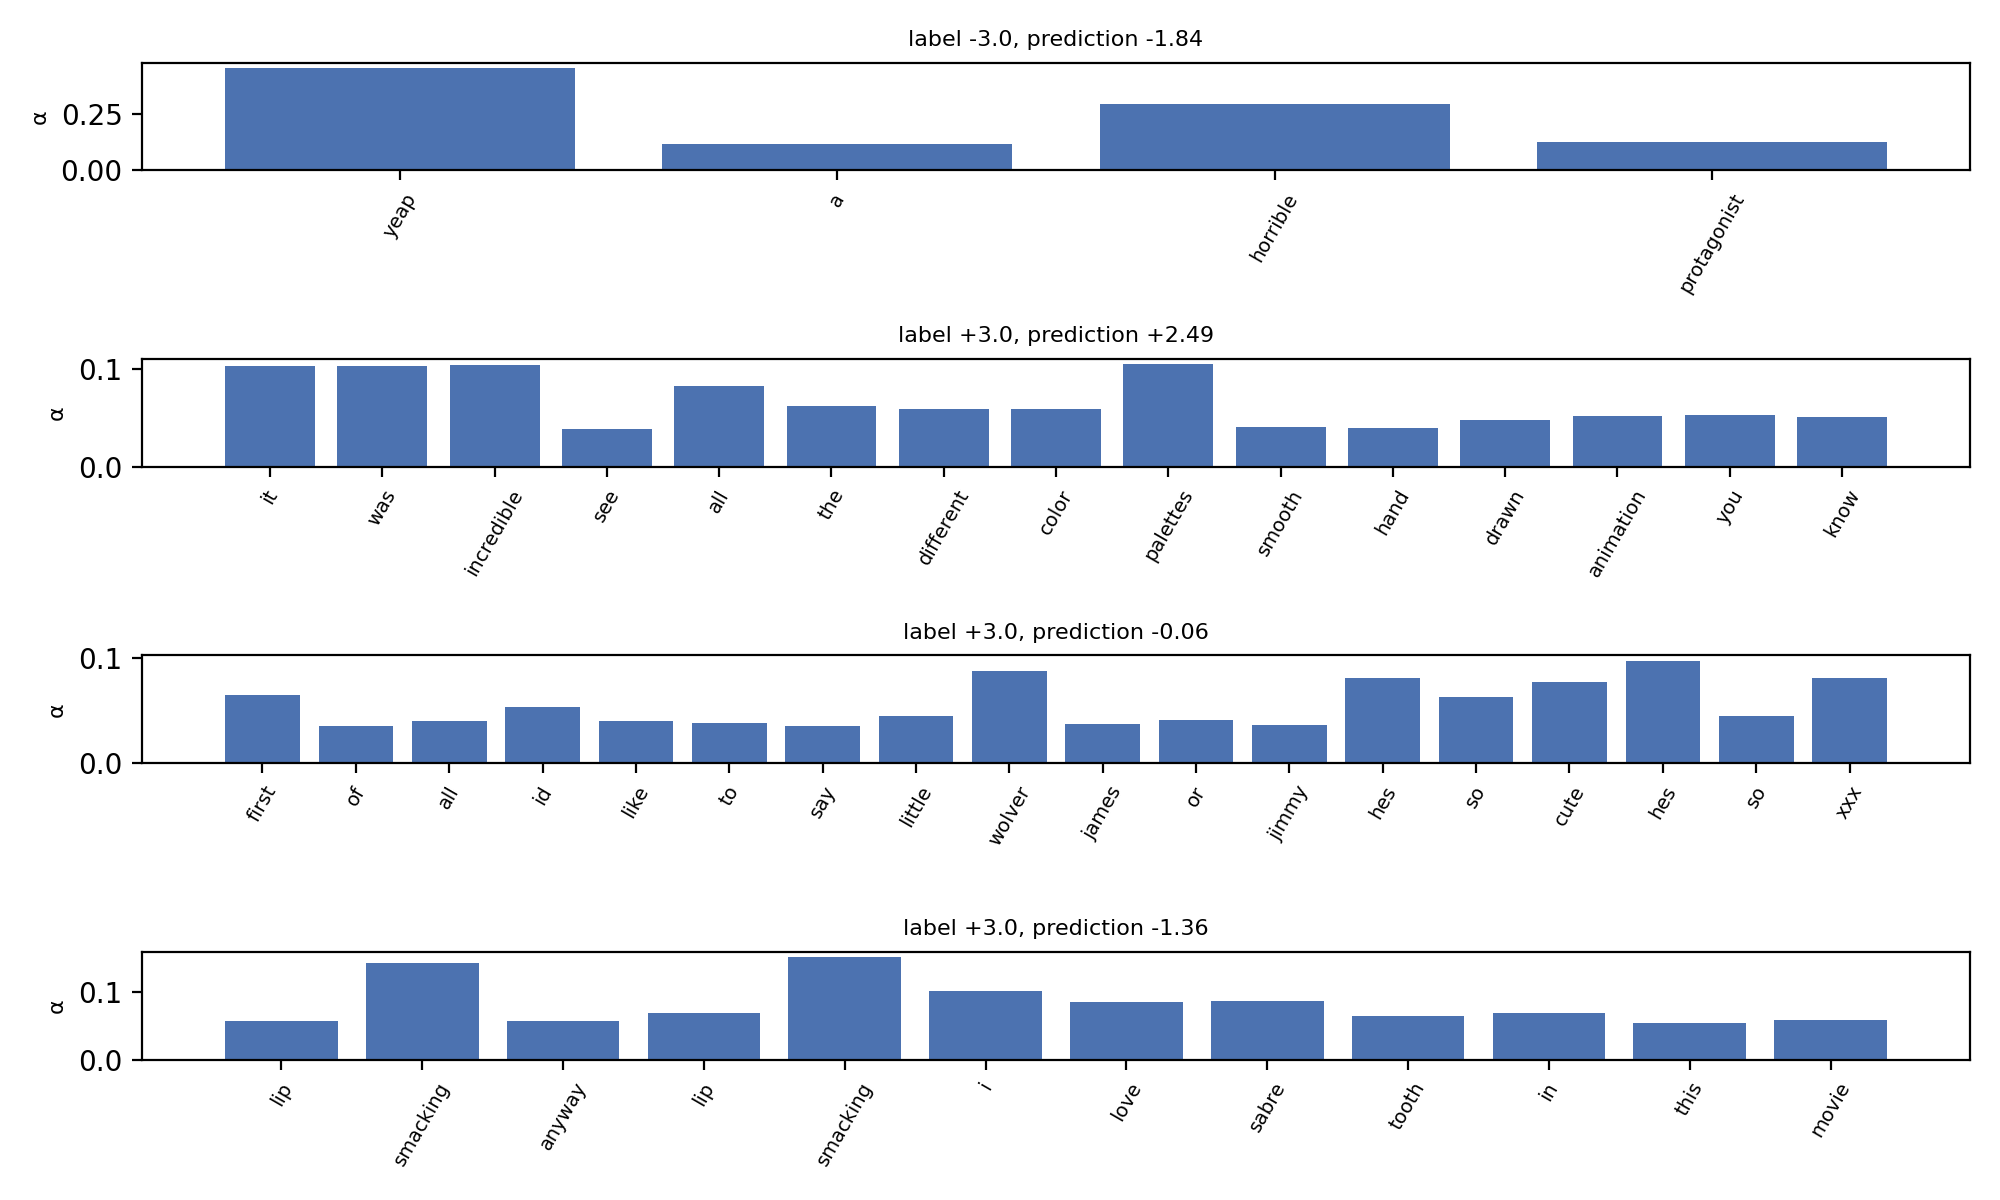 label -3.0, prediction -1.84
α
0.25
0.00
yeap a horrible protagonist
label +3.0, prediction +2.49
α
0.1
0.0
it was incredible see all the different color palettes smooth hand drawn animation you know
label +3.0, prediction -0.06
α
0.1
0.0
first of all id like to say little wolver james or jimmy hes so cute hes so xxx
label +3.0, prediction -1.36
α
0.1
0.0
lip smacking anyway lip smacking i love sabre tooth in this movie